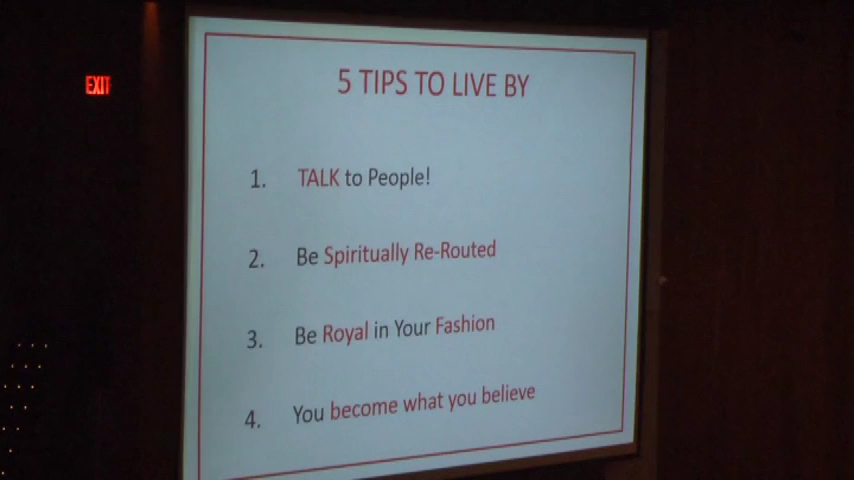 EXIT
5 TIPS TO LIVE BY
1. TALK to People!
2. Be Spiritually Re-Routed
3. Be Royal in Your Fashion
4. You become what you believe